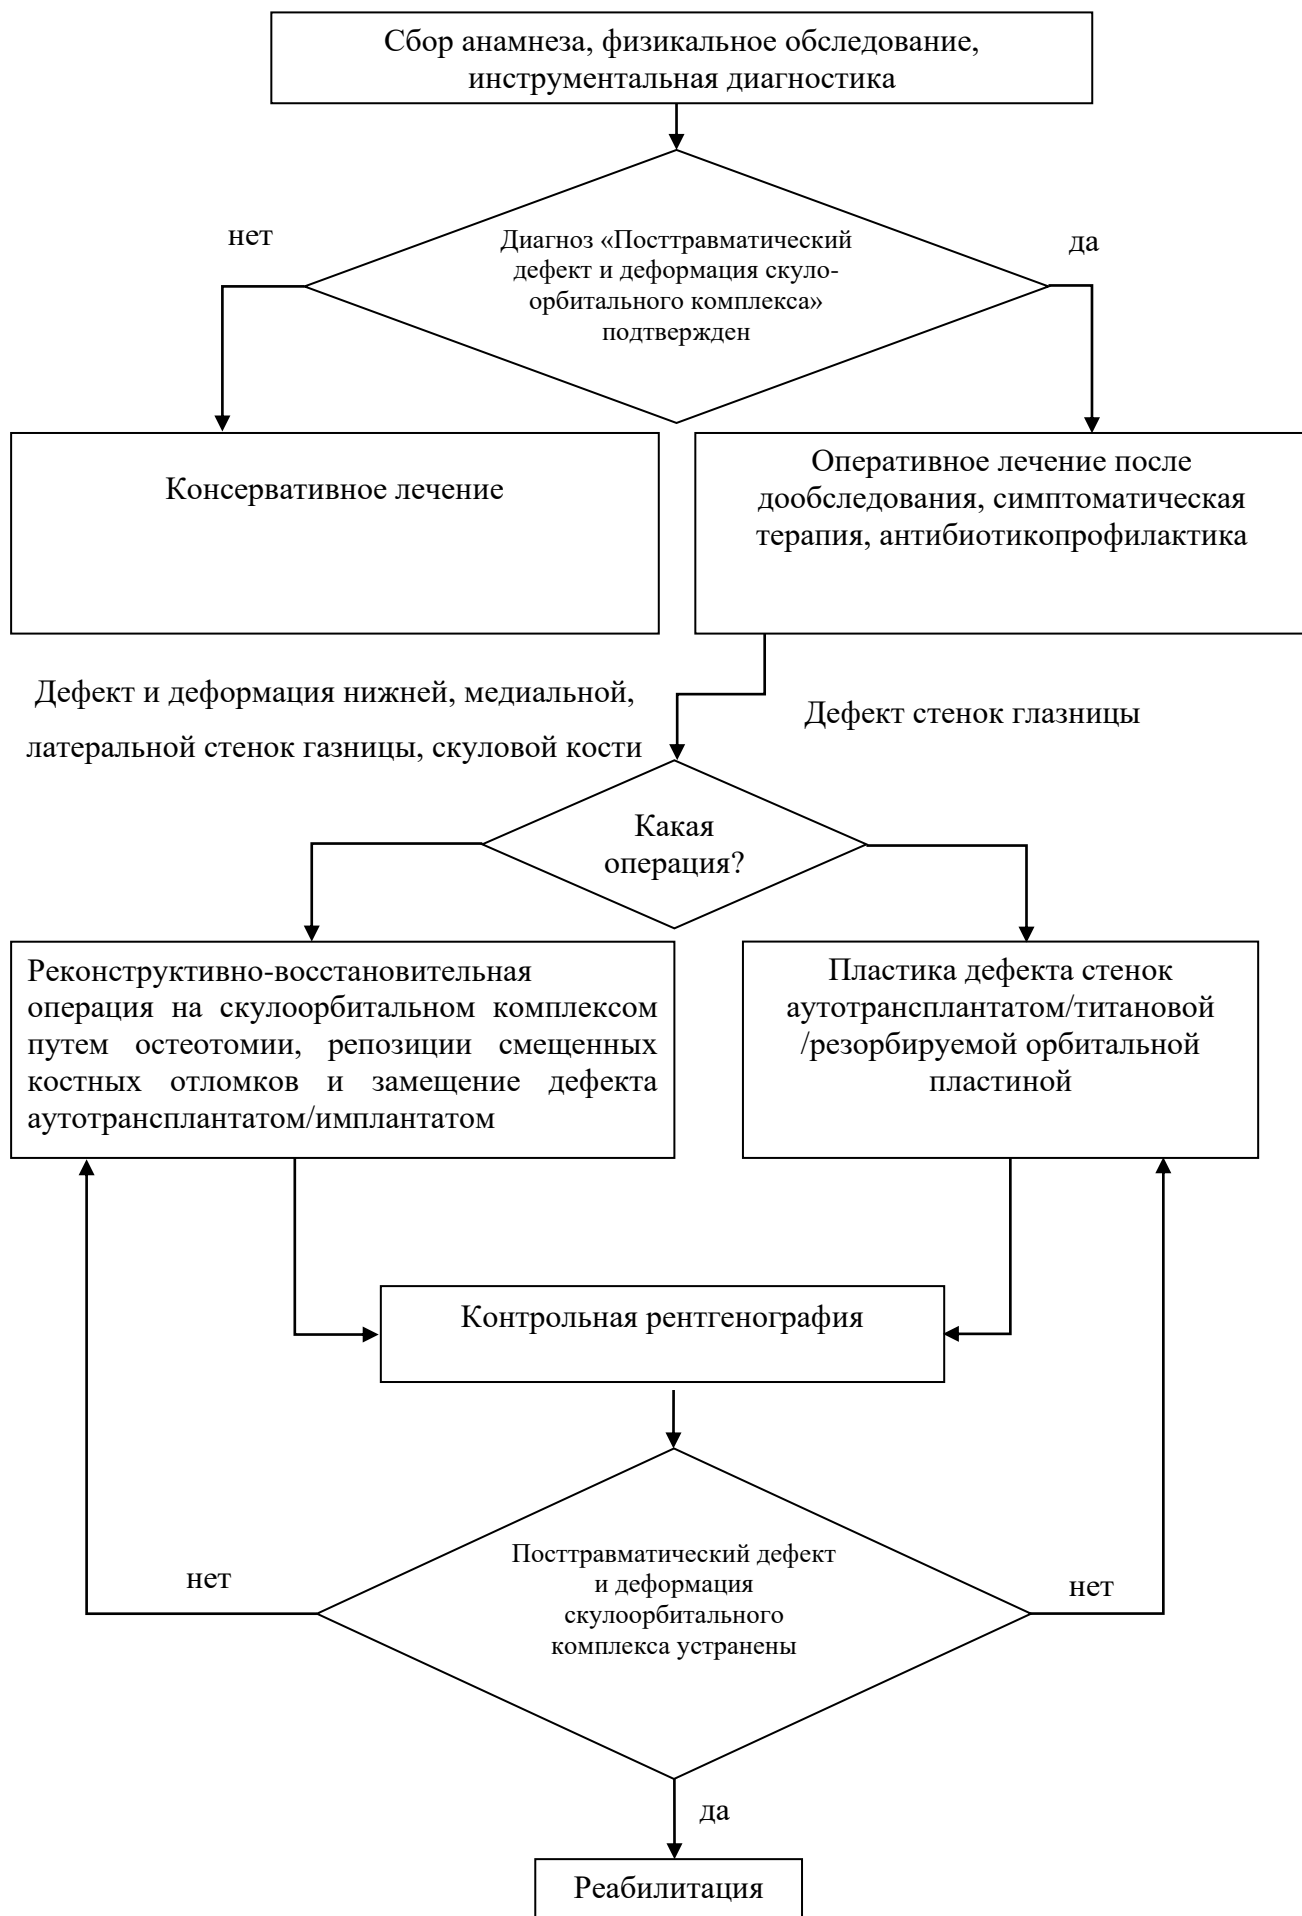 Сбор анамнеза, физикальное обследование,
инструментальная диагностика
нет
Диагноз «Посттравматический
дефект и деформация скуло-
орбитального комплекса»
подтвержден
да
Консервативное лечение
Оперативное лечение после
дообследования, симптоматическая
терапия, антибиотикопрофилактика
Дефект и деформация нижней, медиальной,
латеральной стенок газницы, скуловой кости
Дефект стенок глазницы
Какая
операция?
Реконструктивно-восстановительная
операция на скулоорбитальном комплексом
путем остеотомии, репозиции смещенных
костных отломков и замещение дефекта
аутотрансплантатом/имплантатом
Пластика дефекта стенок
аутотрансплантатом/титановой
/резорбируемой орбитальной
пластиной
Контрольная рентгенография
нет
Посттравматический дефект
и деформация
скулоорбитального
комплекса устранены
нет
да
Реабилитация